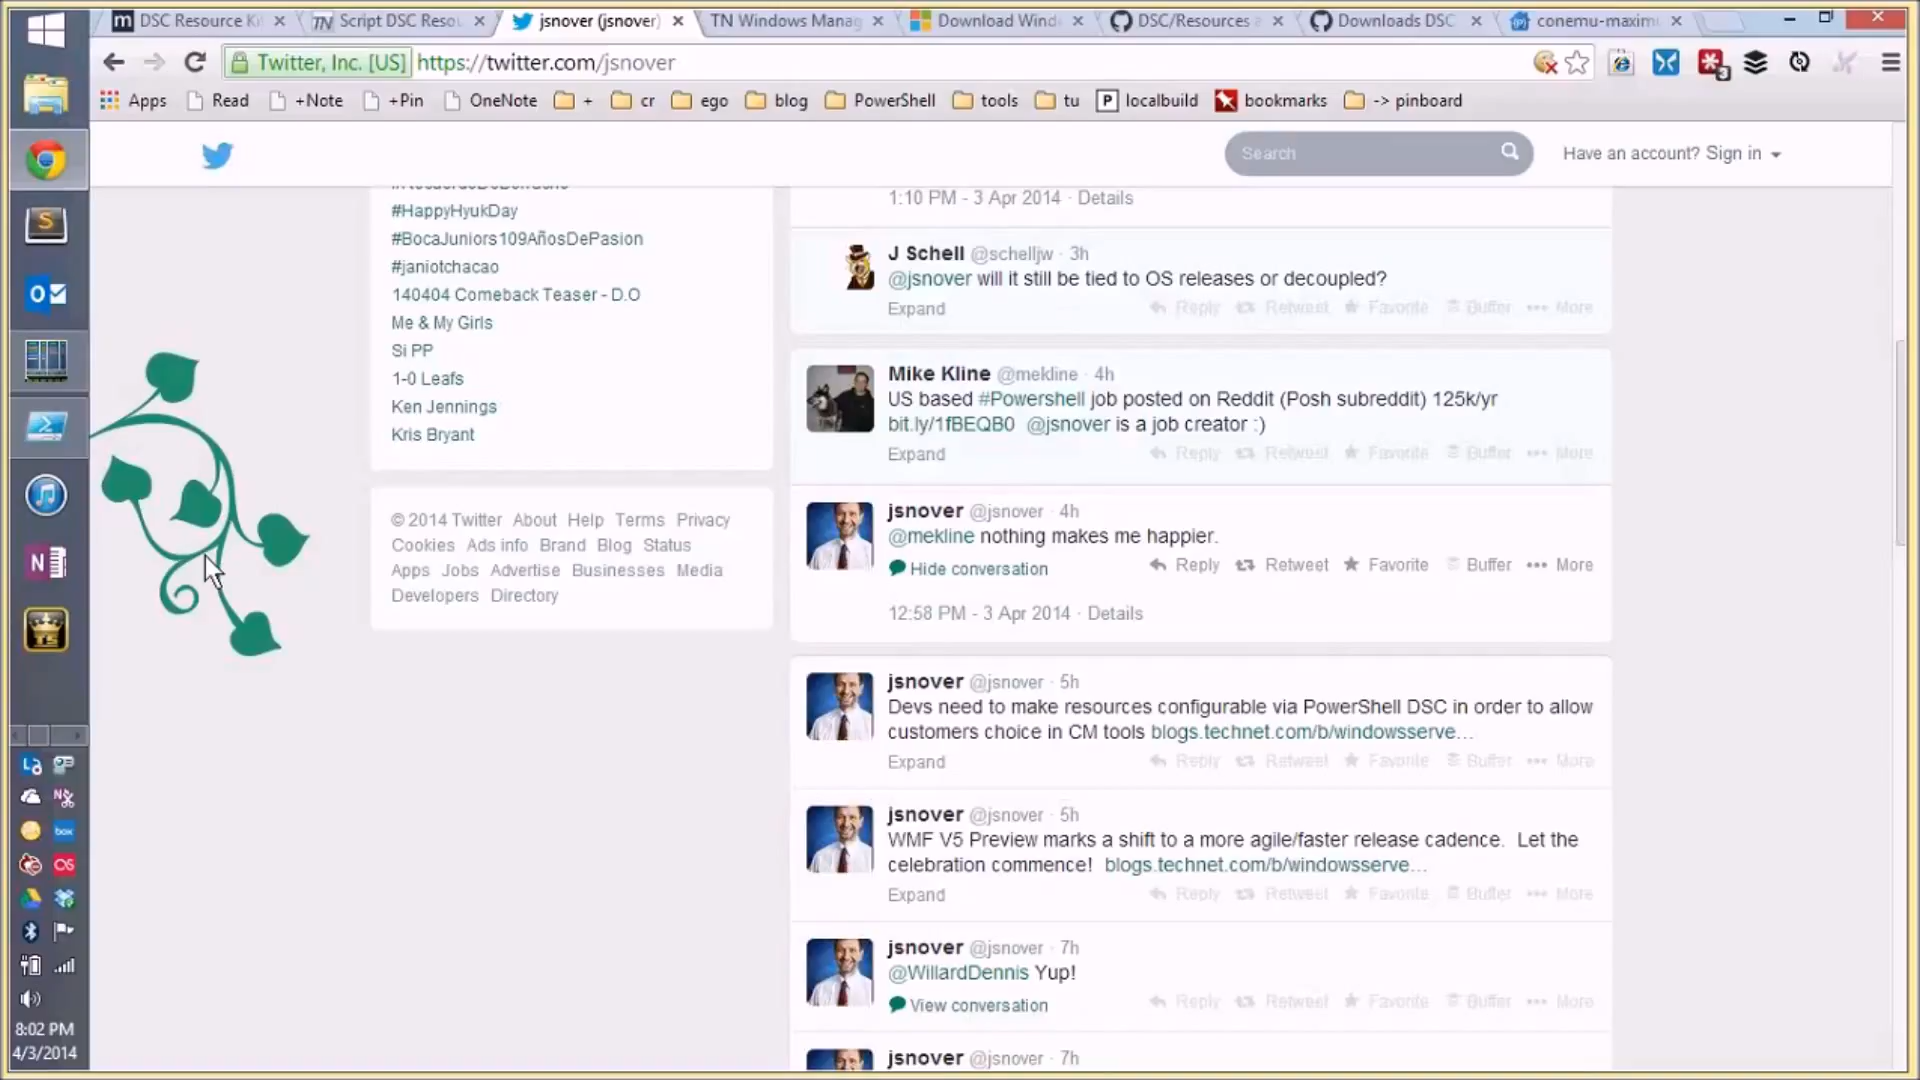 DSC Resource Ki
Script DSC Resou
jsnover (jsnover)
TN Windows Manag
Download Wind
DSC/Resources a
Downloads DSC
conemu-maxim
Twitter, Inc. [US]
https://twitter.com/jsnover
Apps
Read
+Note
+Pin
OneNote
+
cr
ego
blog
PowerShell
tools
tu
localbuild
bookmarks
-> pinboard
Search
Have an account? Sign in
#HappyHyukDay
#BocaJuniors109AñosDePasion
#janiotchacao
140404 Comeback Teaser - D.O
Me & My Girls
Si PP
1-0 Leafs
Ken Jennings
Kris Bryant
© 2014 Twitter About Help Terms Privacy
Cookies Ads info Brand Blog Status
Apps Jobs Advertise Businesses Media
Developers Directory
1:10 PM - 3 Apr 2014 · Details
J Schell @schelljw · 3h
@jsnover will it still be tied to OS releases or decoupled?
Expand Reply Retweet Favorite Buffer More
Mike Kline @mekline · 4h
US based #Powershell job posted on Reddit (Posh subreddit) 125k/yr
bit.ly/1fBEQB0 @jsnover is a job creator :)
Expand Reply Retweet Favorite Buffer More
jsnover @jsnover · 4h
@mekline nothing makes me happier.
Hide conversation Reply Retweet Favorite Buffer More
12:58 PM - 3 Apr 2014 · Details
jsnover @jsnover · 5h
Devs need to make resources configurable via PowerShell DSC in order to allow
customers choice in CM tools blogs.technet.com/b/windowsserve…
Expand Reply Retweet Favorite Buffer More
jsnover @jsnover · 5h
WMF V5 Preview marks a shift to a more agile/faster release cadence. Let the
celebration commence! blogs.technet.com/b/windowsserve…
Expand Reply Retweet Favorite Buffer More
jsnover @jsnover · 7h
@WillardDennis Yup!
View conversation Reply Retweet Favorite Buffer More
jsnover @jsnover · 7h
8:02 PM
4/3/2014